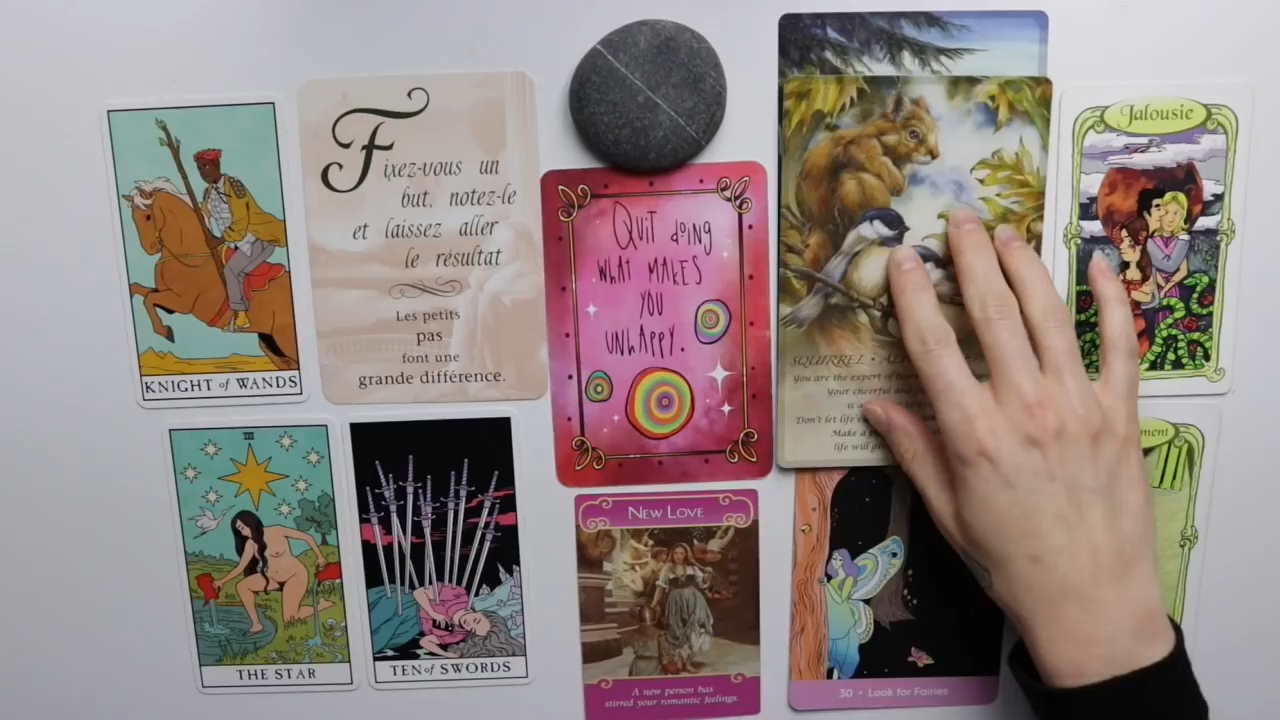 KNIGHT of WANDS
Fixez-vous un
but, notez-le
et laissez aller
le résultat
Les petits
pas
font une
grande différence.
QUIT doiNG
wHAT MAKES
YOU
UNhAPPY.
SQUIRREL •
You are the expert of
Your cheerful and
is a
Don't let life's
Make a
life will
Jalousie
XVII
THE STAR
TEN of SWORDS
NEW LOVE
A new person has
stirred your romantic feelings.
30 • Look for Fairies